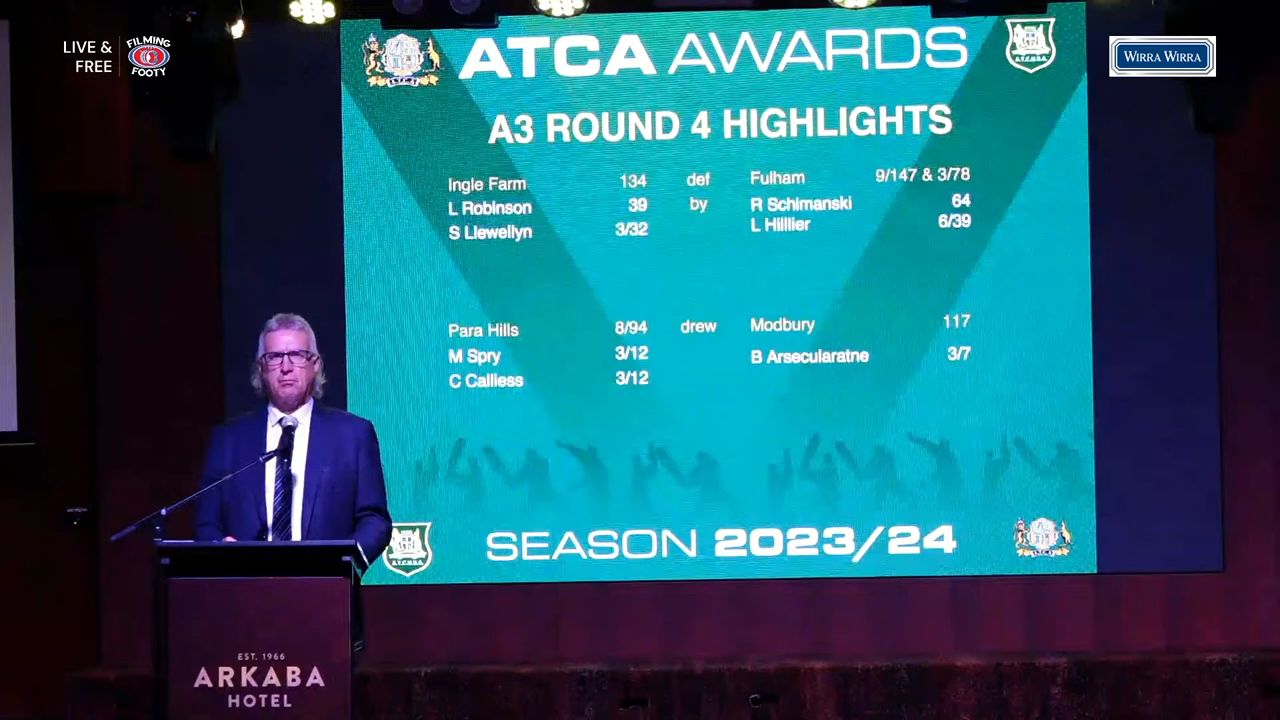 LIVE &
FREE
FILMING
FOOTY
WIRRA WIRRA
ATCA AWARDS
A3 ROUND 4 HIGHLIGHTS
Ingle Farm 134 def Fulham 9/147 & 3/78
L Robinson 39 by R Schimanski 64
S Llewellyn 3/32 L Hilllier 6/39
Para Hills 8/94 drew Modbury 117
M Spry 3/12 B Arsecularatne 3/7
C Calliess 3/12
SEASON 2023/24
EST. 1966
ARKABA
HOTEL